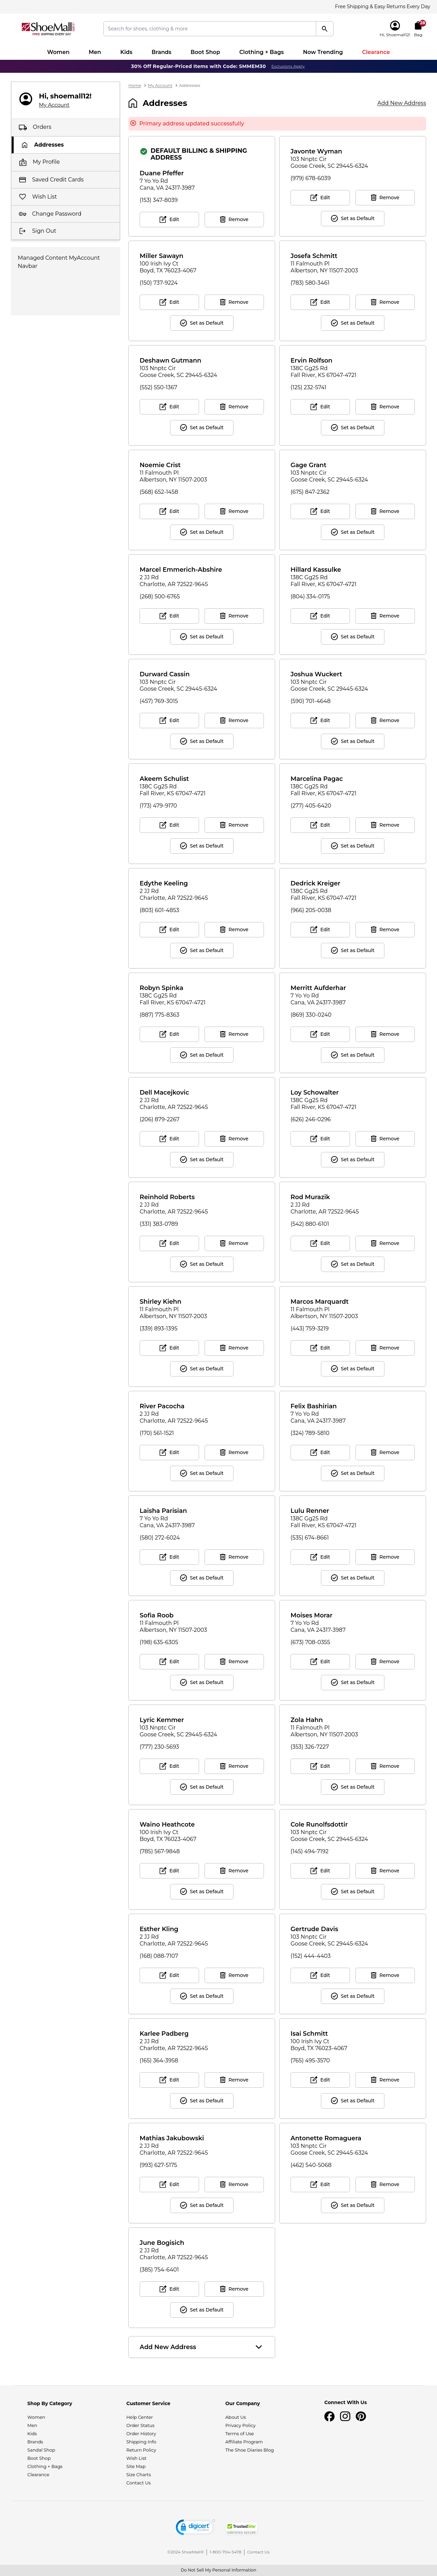 Free Shipping & Easy Returns Every Day
ShoeMall
FREE SHIPPING EVERY DAY
Search for shoes, clothing & more
Hi, Shoemall12!
Bag
Women Men Kids Brands Boot Shop Clothing + Bags Now Trending Clearance
30% Off Regular-Priced Items with Code: SMMEM30 Exclusions Apply
Hi, shoemall12!
My Account
Orders
Addresses
My Profile
Saved Credit Cards
Wish List
Change Password
Sign Out
Managed Content MyAccount
Navbar
Home > My Account > Addresses
Addresses
Add New Address
Primary address updated successfully
DEFAULT BILLING & SHIPPING
ADDRESS
Duane Pfeffer
7 Yo Yo Rd
Cana, VA 24317-3987
(153) 347-8039
Edit Remove
Javonte Wyman
103 Nnptc Cir
Goose Creek, SC 29445-6324
(979) 678-6039
Edit Remove
Set as Default
Miller Sawayn
100 Irish Ivy Ct
Boyd, TX 76023-4067
(150) 737-9224
Edit Remove
Set as Default
Josefa Schmitt
11 Falmouth Pl
Albertson, NY 11507-2003
(783) 580-3461
Edit Remove
Set as Default
Deshawn Gutmann
103 Nnptc Cir
Goose Creek, SC 29445-6324
(552) 550-1367
Edit Remove
Set as Default
Ervin Rolfson
138C Gg25 Rd
Fall River, KS 67047-4721
(125) 232-5741
Edit Remove
Set as Default
Noemie Crist
11 Falmouth Pl
Albertson, NY 11507-2003
(568) 652-1458
Edit Remove
Set as Default
Gage Grant
103 Nnptc Cir
Goose Creek, SC 29445-6324
(675) 847-2362
Edit Remove
Set as Default
Marcel Emmerich-Abshire
2 JJ Rd
Charlotte, AR 72522-9645
(268) 500-6765
Edit Remove
Set as Default
Hillard Kassulke
138C Gg25 Rd
Fall River, KS 67047-4721
(804) 334-0175
Edit Remove
Set as Default
Durward Cassin
103 Nnptc Cir
Goose Creek, SC 29445-6324
(457) 769-3015
Edit Remove
Set as Default
Joshua Wuckert
103 Nnptc Cir
Goose Creek, SC 29445-6324
(590) 701-4648
Edit Remove
Set as Default
Akeem Schulist
138C Gg25 Rd
Fall River, KS 67047-4721
(173) 479-9170
Edit Remove
Set as Default
Marcelina Pagac
138C Gg25 Rd
Fall River, KS 67047-4721
(277) 405-6420
Edit Remove
Set as Default
Edythe Keeling
2 JJ Rd
Charlotte, AR 72522-9645
(803) 601-4853
Edit Remove
Set as Default
Dedrick Kreiger
138C Gg25 Rd
Fall River, KS 67047-4721
(966) 205-0038
Edit Remove
Set as Default
Robyn Spinka
138C Gg25 Rd
Fall River, KS 67047-4721
(887) 775-8363
Edit Remove
Set as Default
Merritt Aufderhar
7 Yo Yo Rd
Cana, VA 24317-3987
(869) 330-0240
Edit Remove
Set as Default
Dell Macejkovic
2 JJ Rd
Charlotte, AR 72522-9645
(206) 879-2267
Edit Remove
Set as Default
Loy Schowalter
138C Gg25 Rd
Fall River, KS 67047-4721
(626) 246-0296
Edit Remove
Set as Default
Reinhold Roberts
2 JJ Rd
Charlotte, AR 72522-9645
(331) 383-0789
Edit Remove
Set as Default
Rod Murazik
2 JJ Rd
Charlotte, AR 72522-9645
(542) 880-6101
Edit Remove
Set as Default
Shirley Kiehn
11 Falmouth Pl
Albertson, NY 11507-2003
(339) 893-1395
Edit Remove
Set as Default
Marcos Marquardt
11 Falmouth Pl
Albertson, NY 11507-2003
(443) 759-3219
Edit Remove
Set as Default
River Pacocha
2 JJ Rd
Charlotte, AR 72522-9645
(170) 561-1521
Edit Remove
Set as Default
Felix Bashirian
7 Yo Yo Rd
Cana, VA 24317-3987
(324) 789-5810
Edit Remove
Set as Default
Laisha Parisian
7 Yo Yo Rd
Cana, VA 24317-3987
(580) 272-6024
Edit Remove
Set as Default
Lulu Renner
138C Gg25 Rd
Fall River, KS 67047-4721
(535) 674-8661
Edit Remove
Set as Default
Sofia Roob
11 Falmouth Pl
Albertson, NY 11507-2003
(198) 635-6305
Edit Remove
Set as Default
Moises Morar
7 Yo Yo Rd
Cana, VA 24317-3987
(673) 708-0355
Edit Remove
Set as Default
Lyric Kemmer
103 Nnptc Cir
Goose Creek, SC 29445-6324
(777) 230-5693
Edit Remove
Set as Default
Zola Hahn
11 Falmouth Pl
Albertson, NY 11507-2003
(353) 326-7227
Edit Remove
Set as Default
Waino Heathcote
100 Irish Ivy Ct
Boyd, TX 76023-4067
(785) 567-9848
Edit Remove
Set as Default
Cole Runolfsdottir
103 Nnptc Cir
Goose Creek, SC 29445-6324
(145) 494-7192
Edit Remove
Set as Default
Esther Kling
2 JJ Rd
Charlotte, AR 72522-9645
(168) 088-7107
Edit Remove
Set as Default
Gertrude Davis
103 Nnptc Cir
Goose Creek, SC 29445-6324
(152) 444-4403
Edit Remove
Set as Default
Karlee Padberg
2 JJ Rd
Charlotte, AR 72522-9645
(165) 364-3958
Edit Remove
Set as Default
Isai Schmitt
100 Irish Ivy Ct
Boyd, TX 76023-4067
(765) 495-3570
Edit Remove
Set as Default
Mathias Jakubowski
2 JJ Rd
Charlotte, AR 72522-9645
(993) 627-5175
Edit Remove
Set as Default
Antonette Romaguera
103 Nnptc Cir
Goose Creek, SC 29445-6324
(462) 540-5068
Edit Remove
Set as Default
June Bogisich
2 JJ Rd
Charlotte, AR 72522-9645
(385) 754-6401
Edit Remove
Set as Default
Add New Address
Shop By Category
Women
Men
Kids
Brands
Sandal Shop
Boot Shop
Clothing + Bags
Clearance
Customer Service
Help Center
Order Status
Order History
Shipping Info
Return Policy
Wish List
Site Map
Size Charts
Contact Us
Our Company
About Us
Privacy Policy
Terms of Use
Affiliate Program
The Shoe Diaries Blog
Connect With Us
digicert
TrustedSite
CERTIFIED SECURE
©2024 ShoeMall® | 1-800-704-5478 | Contact Us
Do Not Sell My Personal Information